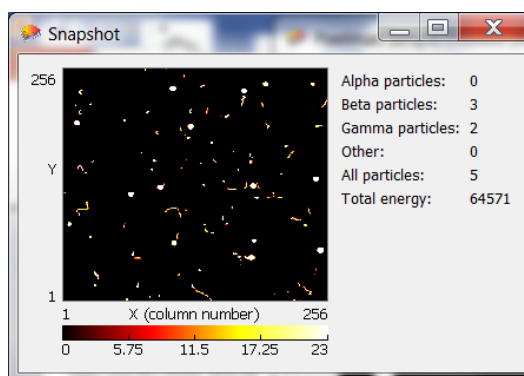 Snapshot
256
Y
1
1 X (column number) 256
0 5.75 11.5 17.25 23
Alpha particles: 0
Beta particles: 3
Gamma particles: 2
Other: 0
All particles: 5
Total energy: 64571